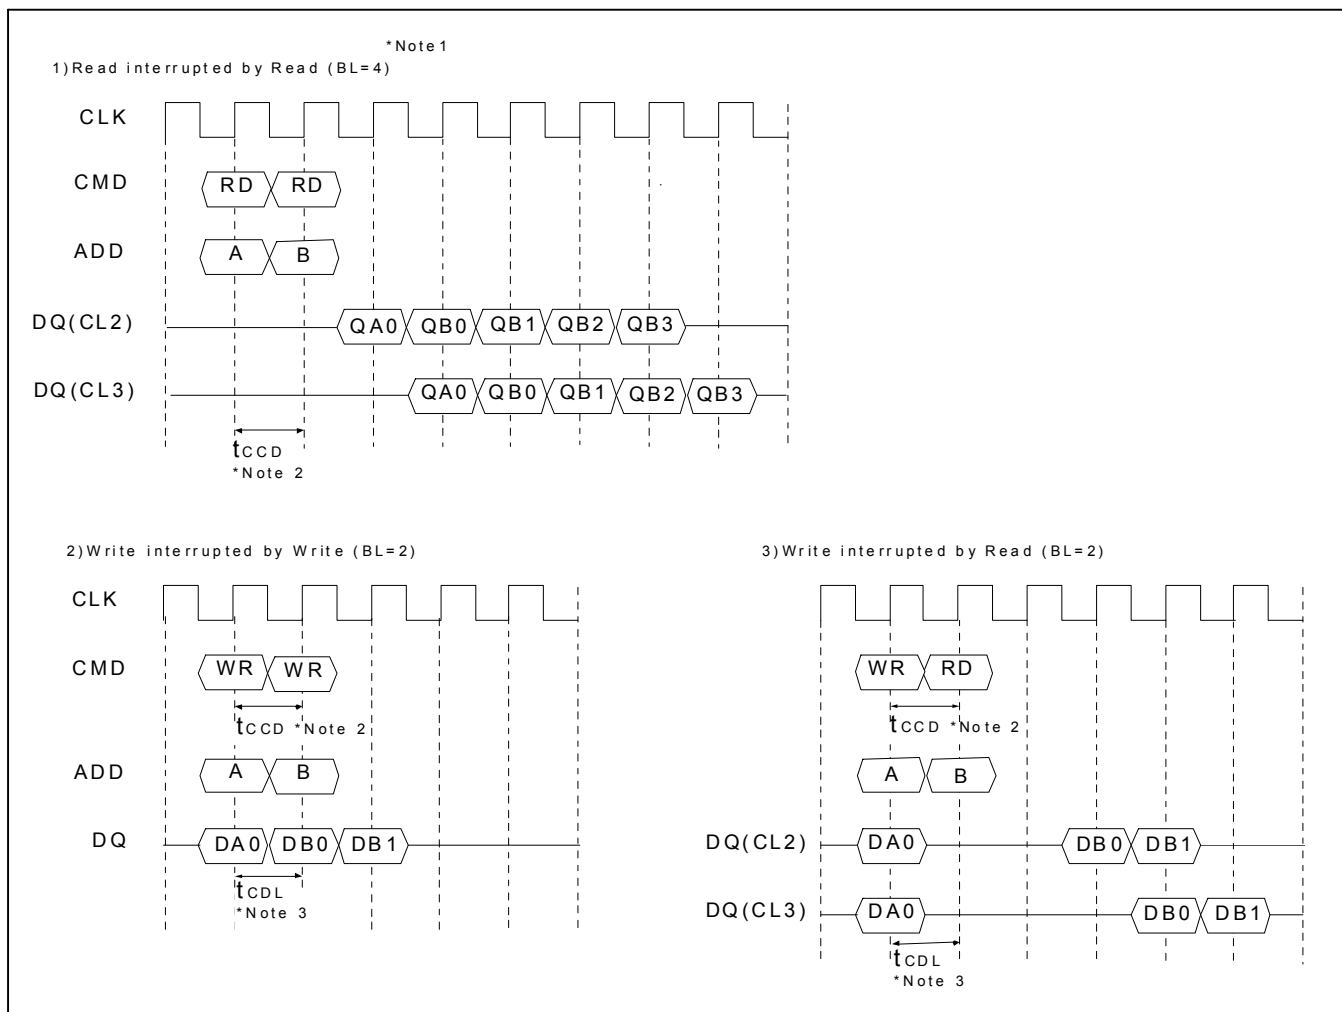 *Note1
1)Read interrupted by Read (BL=4)
CLK
CMD RD RD
ADD A B
DQ(CL2) QA0 QB0 QB1 QB2 QB3
DQ(CL3) QA0 QB0 QB1 QB2 QB3
tCCD
*Note 2
2)Write interrupted by Write (BL=2)
CLK
CMD WR WR
tCCD *Note 2
ADD A B
DQ DA0 DB0 DB1
tCDL
*Note 3
3)Write interrupted by Read (BL=2)
WR RD
tCCD *Note 2
A B
DQ(CL2) DA0 DB0 DB1
DQ(CL3) DA0 DB0 DB1
tCDL
*Note 3